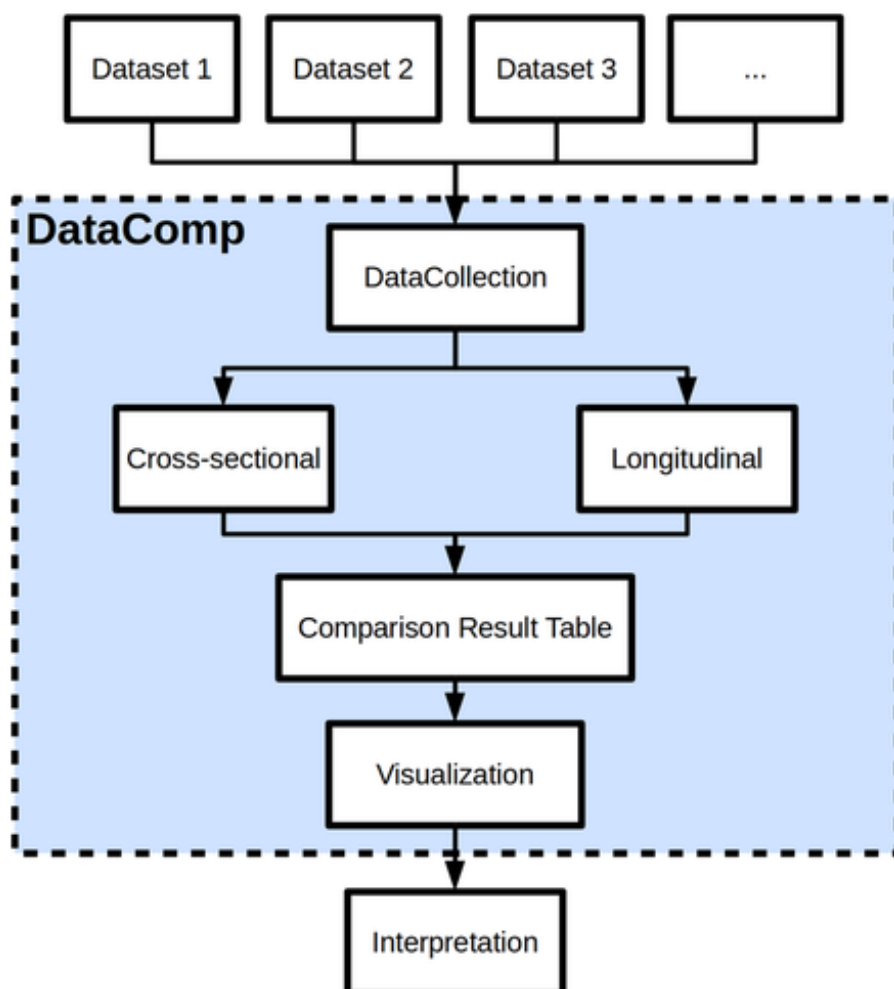 Dataset 1
Dataset 2
Dataset 3
...
DataComp
DataCollection
Cross-sectional
Longitudinal
Comparison Result Table
Visualization
Interpretation